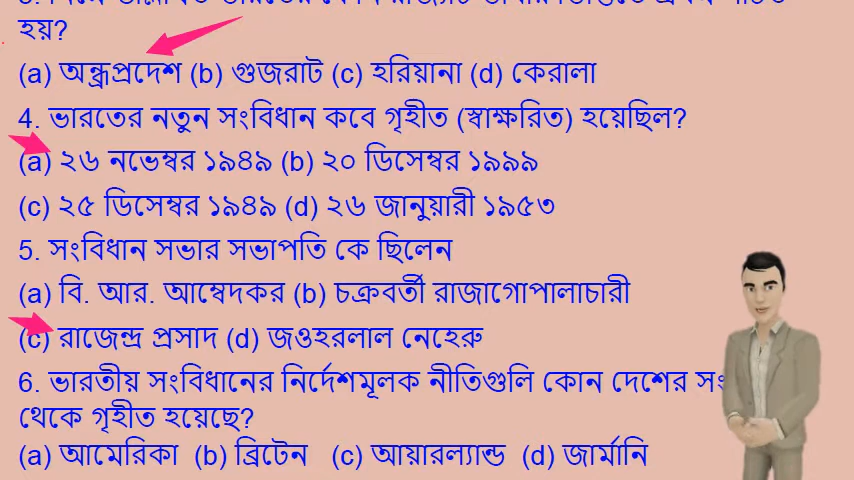 হয়?
(a) অন্ধ্রপ্রদেশ (b) গুজরাট (c) হরিয়ানা (d) কেরালা
4. ভারতের নতুন সংবিধান কবে গৃহীত (স্বাক্ষরিত) হয়েছিল?
(a) ২৬ নভেম্বর ১৯৪৯ (b) ২০ ডিসেম্বর ১৯৯৯
(c) ২৫ ডিসেম্বর ১৯৪৯ (d) ২৬ জানুয়ারী ১৯৫৩
5. সংবিধান সভার সভাপতি কে ছিলেন
(a) বি. আর. আম্বেদকর (b) চক্রবর্তী রাজাগোপালাচারী
(c) রাজেন্দ্র প্রসাদ (d) জওহরলাল নেহেরু
6. ভারতীয় সংবিধানের নির্দেশমূলক নীতিগুলি কোন দেশের
থেকে গৃহীত হয়েছে?
(a) আমেরিকা (b) ব্রিটেন (c) আয়ারল্যান্ড (d) জার্মানি